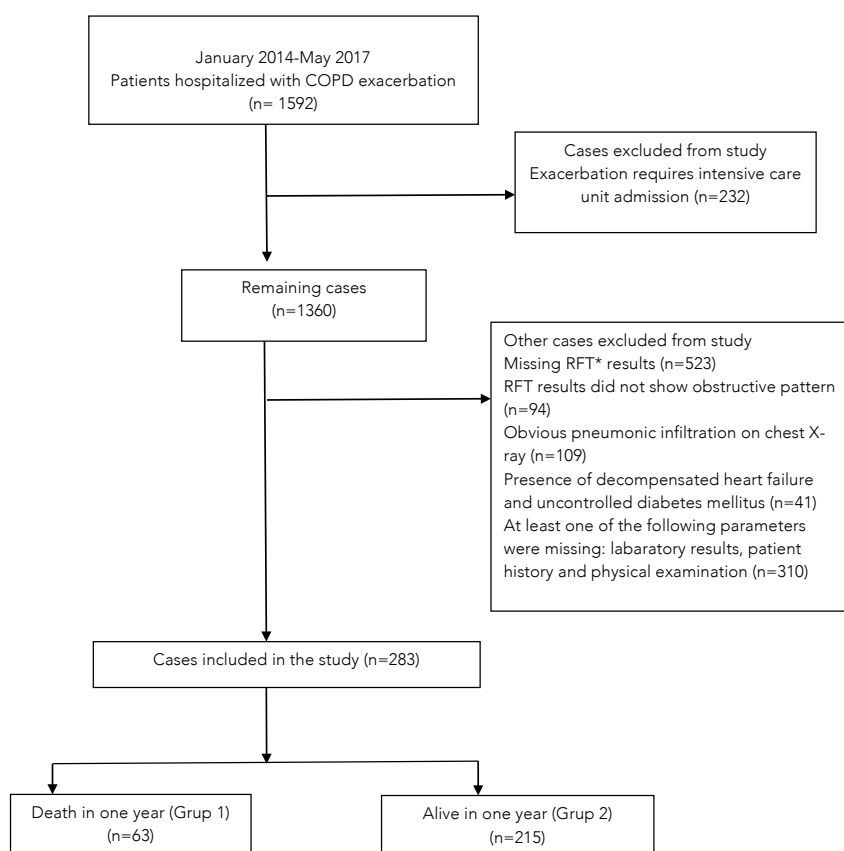 January 2014-May 2017
Patients hospitalized with COPD exacerbation
(n= 1592)
Cases excluded from study
Exacerbation requires intensive care
unit admission (n=232)
Remaining cases
(n=1360)
Other cases excluded from study
Missing RFT* results (n=523)
RFT results did not show obstructive pattern
(n=94)
Obvious pneumonic infiltration on chest X-
ray (n=109)
Presence of decompensated heart failure
and uncontrolled diabetes mellitus (n=41)
At least one of the following parameters
were missing: labaratory results, patient
history and physical examination (n=310)
Cases included in the study (n=283)
Death in one year (Grup 1)
(n=63)
Alive in one year (Grup 2)
(n=215)